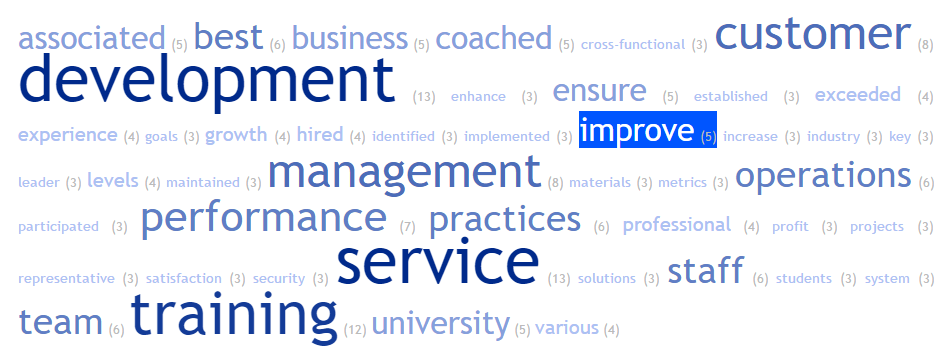 associated (5) best (6) business (5) coached (5) cross-functional (3) customer (8)
development (13) enhance (3) ensure (5) established (3) exceeded (4)
experience (4) goals (3) growth (4) hired (4) identified (3) implemented (3) improve (5) increase (3) industry (3) key (3)
leader (3) levels (4) maintained (3) management (8) materials (3) metrics (3) operations (6)
participated (3) performance (7) practices (6) professional (4) profit (3) projects (3)
representative (3) satisfaction (3) security (3) service (13) solutions (3) staff (6) students (3) system (3)
team (6) training (12) university (5) various (4)